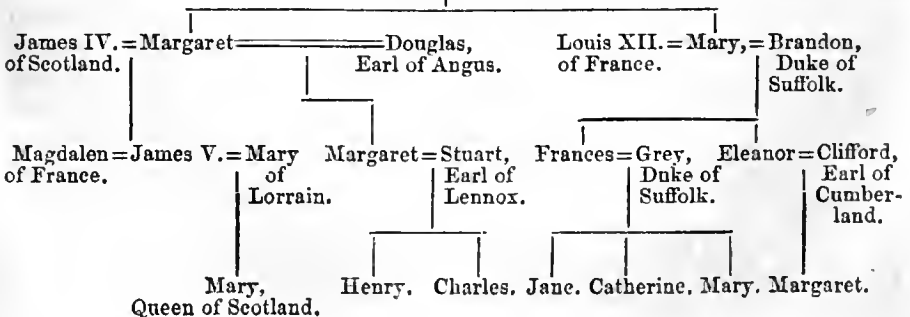 James IV. = Margaret = Douglas, Louis XII. = Mary, = Brandon,
of Scotland. Earl of Angus. of France. Duke of
Suffolk.
Magdalen = James V. = Mary Margaret = Stuart, Frances = Grey, Eleanor = Clifford,
of France. of Earl of Duke of Earl of
Lorrain. Lennox. Suffolk. Cumber-
land.
Mary, Henry. Charles. Jane. Catherine. Mary. Margaret.
Queen of Scotland.